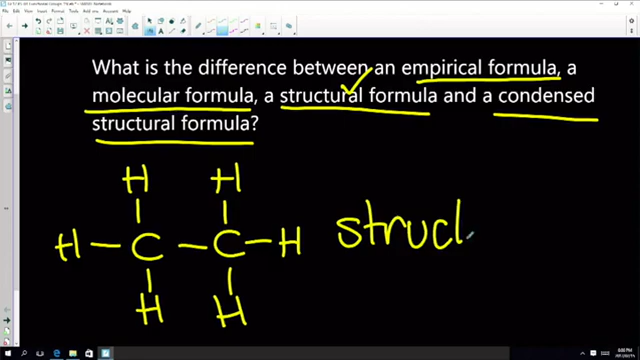 What is the difference between an empirical formula, a
molecular formula, a structural formula and a condensed
structural formula?
H H
H - C - C - H struct
H H